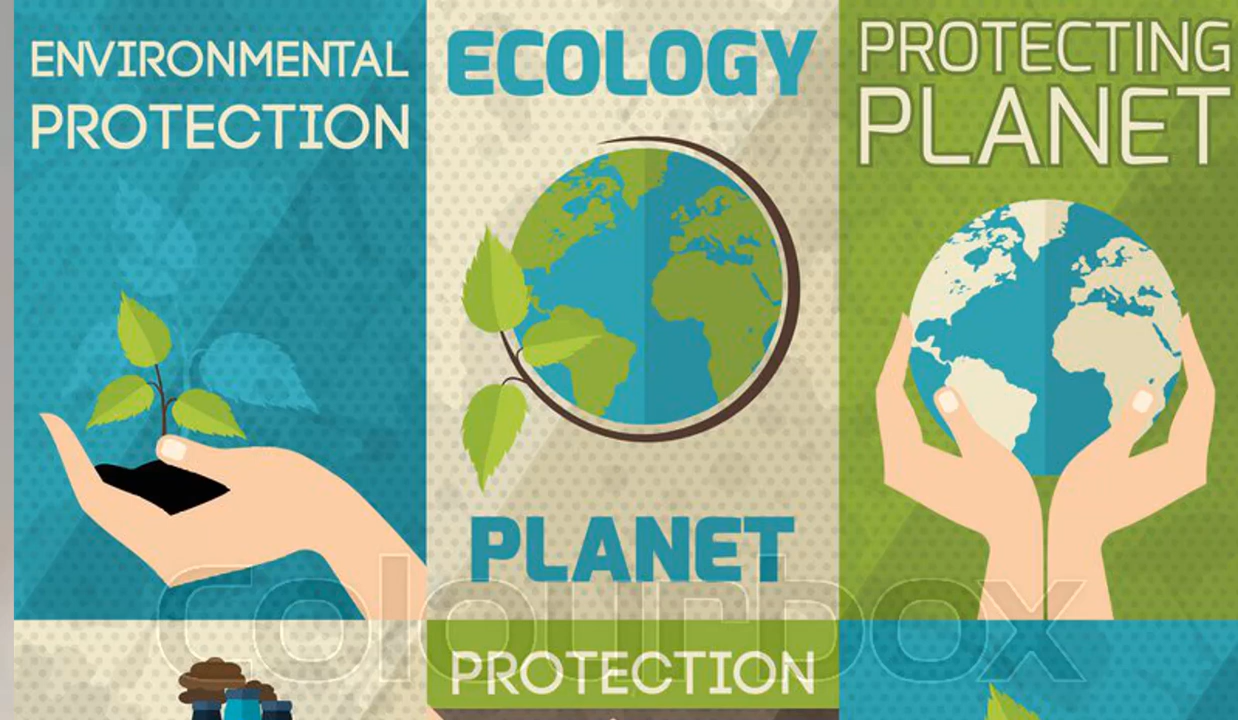 ENVIRONMENTAL
PROTECTION
ECOLOGY
PLANET
PROTECTION
PROTECTING
PLANET
Colourbox